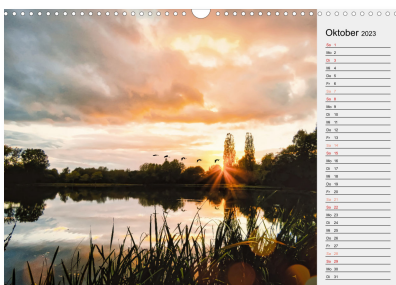 Oktober 2023
So 1
Mo 2
Di 3
Mi 4
Do 5
Fr 6
Sa 7
So 8
Mo 9
Di 10
Mi 11
Do 12
Fr 13
Sa 14
So 15
Mo 16
Di 17
Mi 18
Do 19
Fr 20
Sa 21
So 22
Mo 23
Di 24
Mi 25
Do 26
Fr 27
Sa 28
So 29
Mo 30
Di 31